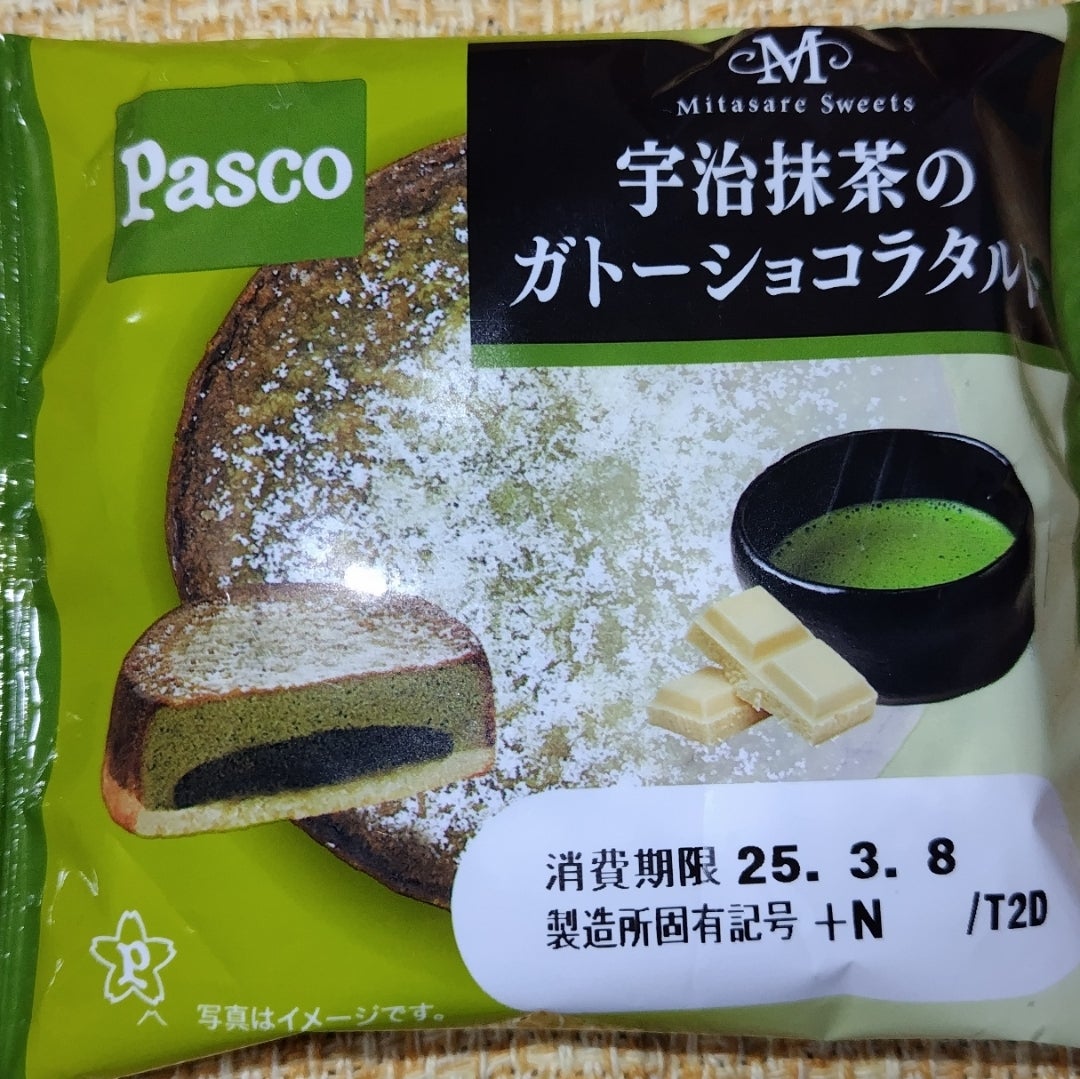 Pasco
M
Mitasare Sweets
宇治抹茶の
ガトーショコラタルト
消費期限 25. 3. 8
製造所固有記号 +N /T2D
P
写真はイメージです。